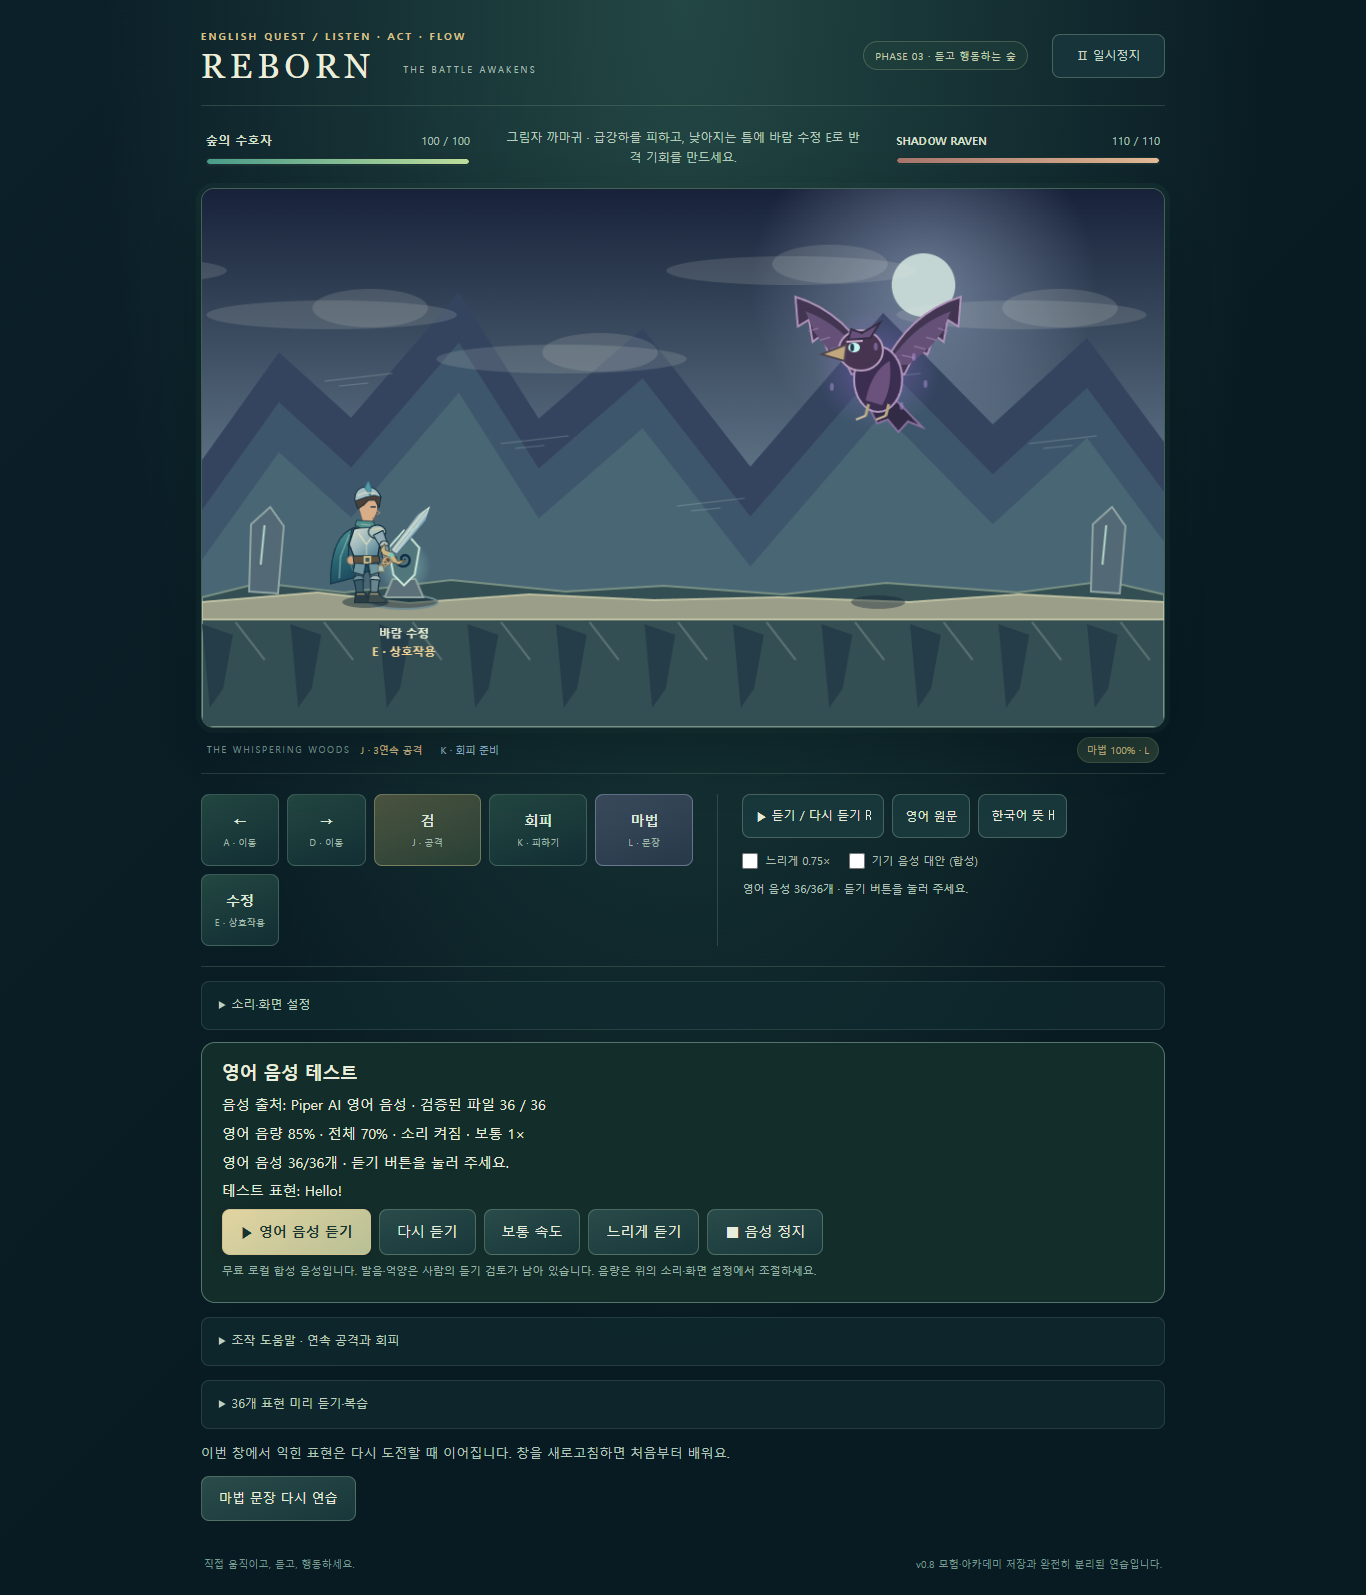 ENGLISH QUEST / LISTEN · ACT · FLOW
REBORN
THE BATTLE AWAKENS
PHASE 03 · 듣고 행동하는 숲
Ⅱ 일시정지
숲의 수호자
100 / 100
그림자 까마귀 · 급강하를 피하고, 낮아지는 틈에 바람 수정 E로 반
격 기회를 만드세요.
SHADOW RAVEN
110 / 110
바람 수정
E · 상호작용
THE WHISPERING WOODS
J · 3연속 공격
K · 회피 준비
마법 100% · L
←
A · 이동
→
D · 이동
검
J · 공격
회피
K · 피하기
마법
L · 문장
수정
E · 상호작용
▶ 듣기 / 다시 듣기 R
영어 원문
한국어 뜻 H
느리게 0.75×
기기 음성 대안 (합성)
영어 음성 36/36개 · 듣기 버튼을 눌러 주세요.
▶ 소리·화면 설정
영어 음성 테스트
음성 출처: Piper AI 영어 음성 · 검증된 파일 36 / 36
영어 음량 85% · 전체 70% · 소리 켜짐 · 보통 1×
영어 음성 36/36개 · 듣기 버튼을 눌러 주세요.
테스트 표현: Hello!
▶ 영어 음성 듣기
다시 듣기
보통 속도
느리게 듣기
■ 음성 정지
무료 로컬 합성 음성입니다. 발음·억양은 사람의 듣기 검토가 남아 있습니다. 음량은 위의 소리·화면 설정에서 조절하세요.
▶ 조작 도움말 · 연속 공격과 회피
▶ 36개 표현 미리 듣기·복습
이번 창에서 익힌 표현은 다시 도전할 때 이어집니다. 창을 새로고침하면 처음부터 배워요.
마법 문장 다시 연습
직접 움직이고, 듣고, 행동하세요.
v0.8 모험·아카데미 저장과 완전히 분리된 연습입니다.